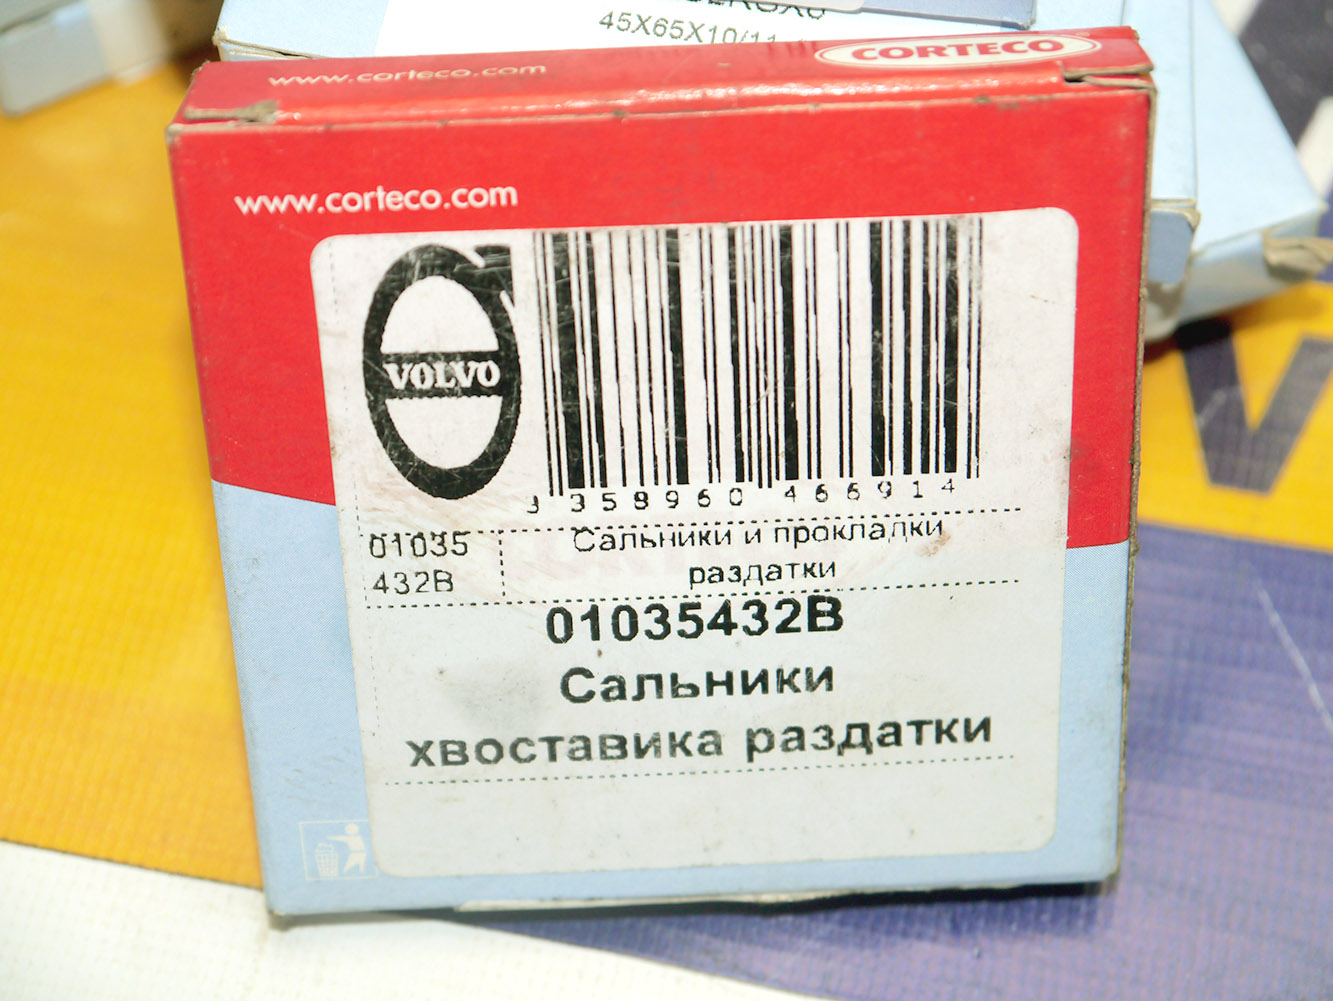 45X65X10/11
www.corteco.com
CORTECO
www.corteco.com
VOLVO
3 358960 466914
01035
432B
Сальники и прокладки
раздатки
01035432B
Сальники
хвоставика раздатки